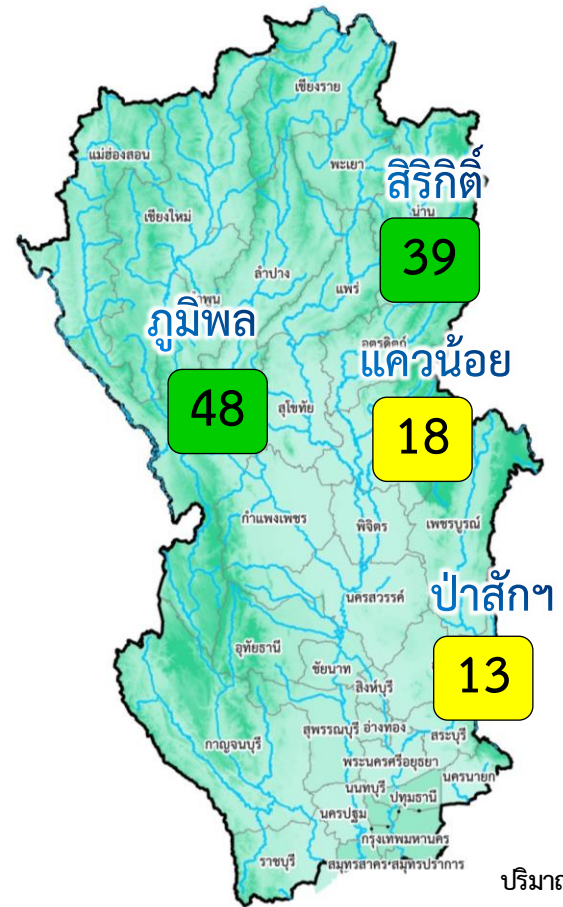 เชียงราย
แม่ฮ่องสอน
พะเยา
สิริกิติ์
เชียงใหม่
น่าน
39
ลำปาง
แพร่
ภูมิพล
แควน้อย
48
สุโขทัย
18
กำแพงเพชร
พิจิตร
เพชรบูรณ์
ป่าสักฯ
นครสวรรค์
อุทัยธานี
ชัยนาท
13
สิงห์บุรี
สุพรรณบุรี อ่างทอง
สระบุรี
กาญจนบุรี
พระนครศรีอยุธยา
นครนายก
นนทบุรี
ปทุมธานี
นครปฐม
กรุงเทพมหานคร
ราชบุรี
สมุทรสาคร สมุทรปราการ